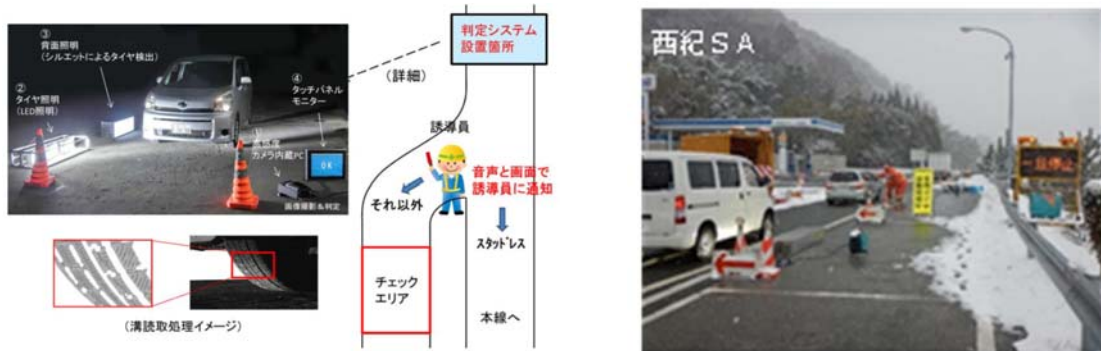 ③
背面照明
(シルエットによるタイヤ検出)
②
タイヤ照明
(LED照明)
④
タッチパネル
モニター
カメラ内蔵PC
OK
画像撮影&判定
(溝読取処理イメージ)
判定システム
設置箇所
(詳細)
誘導員
音声と画面で
誘導員に通知
それ以外
スタッドレス
チェック
エリア
本線へ
西紀SA
一旦停止